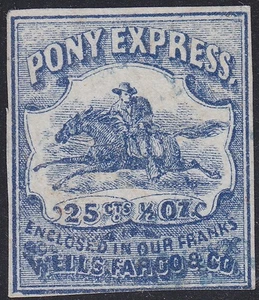 PONY EXPRESS.
25 CTS ½ OZ.
ENCLOSED IN OUR FRANKS
WELLS, FARGO & CO.